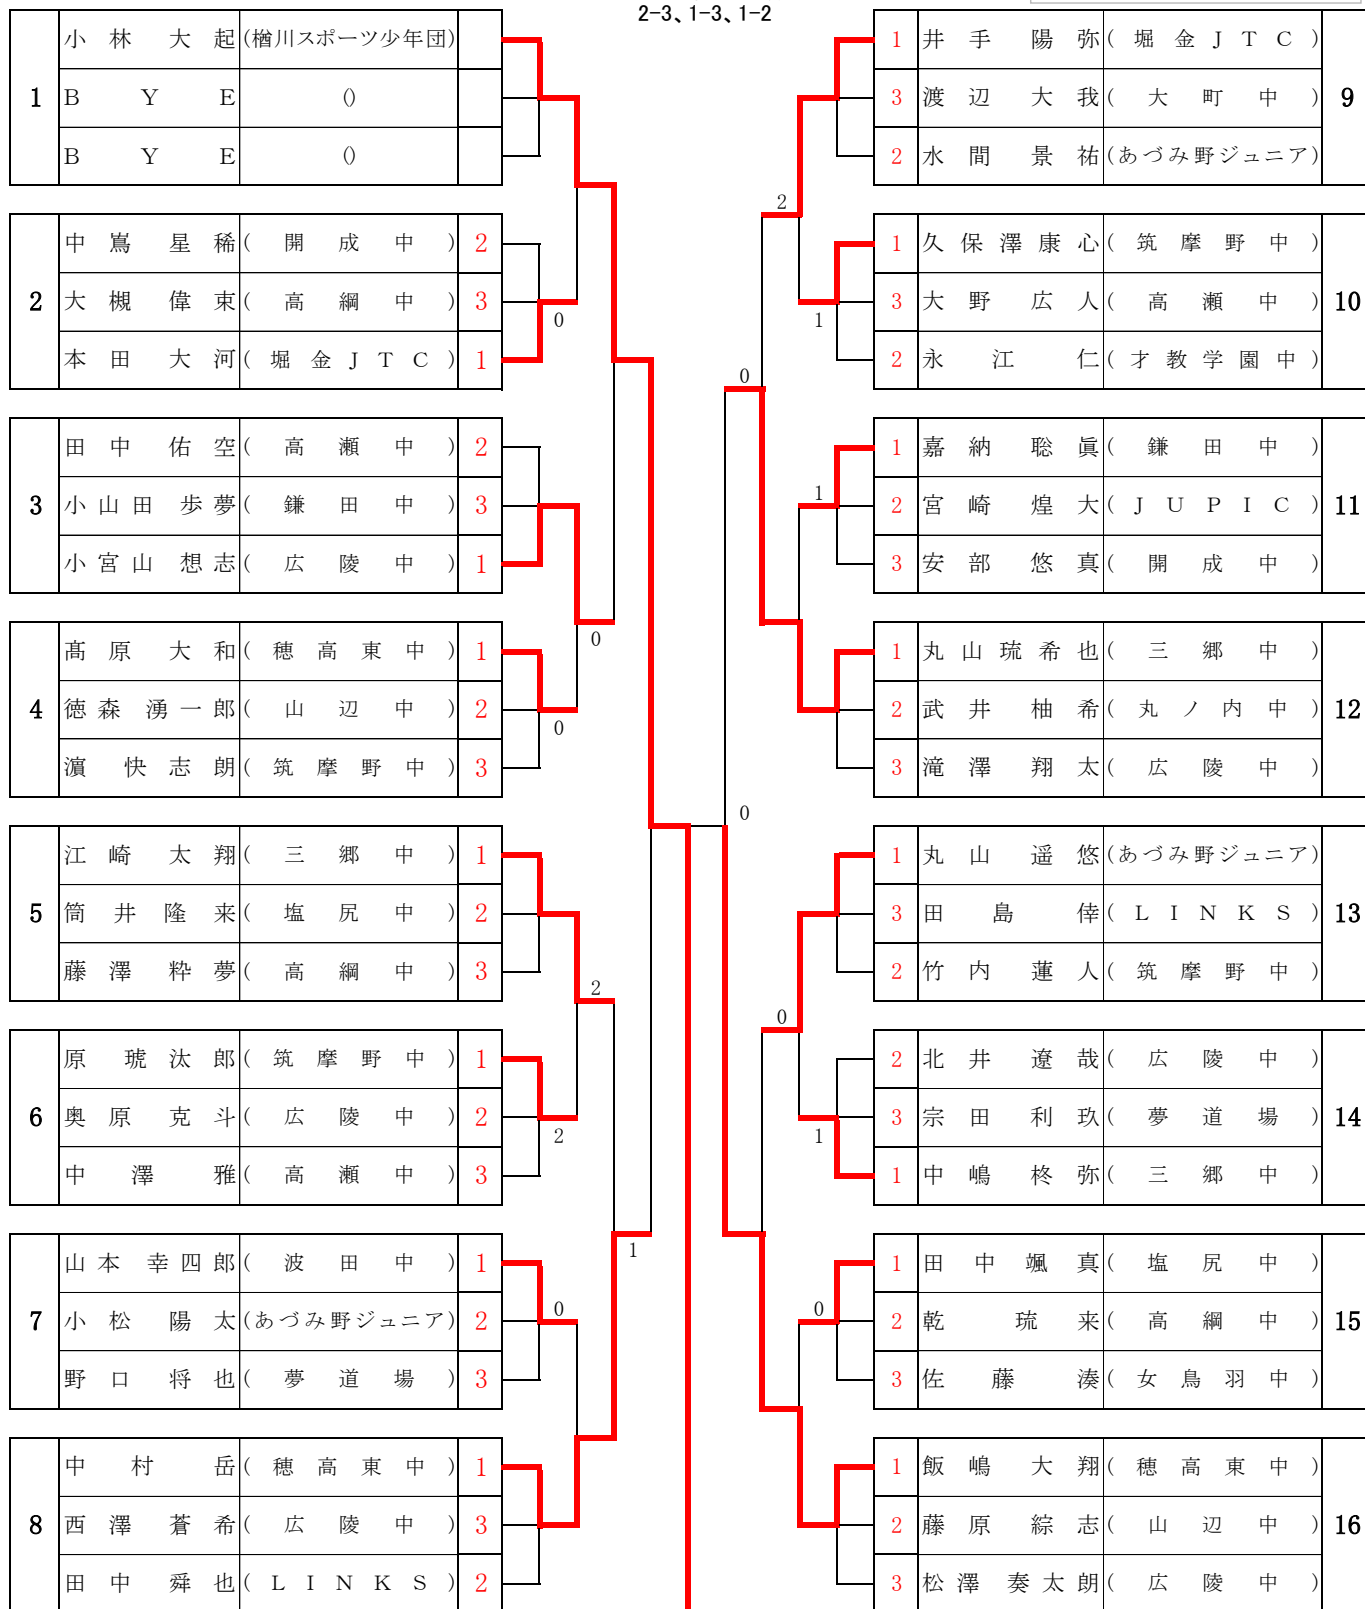 2-3、1-3、1-2
1
小林 大起 (楢川スポーツ少年団)
BYE ()
BYE ()
2
中嶌 星稀 (開成中) 2
大槻 偉束 (高綱中) 3
本田 大河 (堀金JTC) 1
0
3
田中 佑空 (高瀬中) 2
小山田 歩夢 (鎌田中) 3
小宮山 想志 (広陵中) 1
0
4
髙原 大和 (穂高東中) 1
徳森 湧一郎 (山辺中) 2
濵 快志朗 (筑摩野中) 3
0
5
江崎 太翔 (三郷中) 1
筒井 隆来 (塩尻中) 2
藤澤 粋夢 (高綱中) 3
2
6
原 琥汰郎 (筑摩野中) 1
奥原 克斗 (広陵中) 2
中澤 雅 (高瀬中) 3
2
1
7
山本 幸四郎 (波田中) 1
小松 陽太 (あづみ野ジュニア) 2
野口 将也 (夢道場) 3
0
8
中村 岳 (穂高東中) 1
西澤 蒼希 (広陵中) 3
田中 舜也 (LINKS) 2
9
1 井手 陽弥 (堀金JTC)
3 渡辺 大我 (大町中)
2 水間 景祐 (あづみ野ジュニア)
2
10
1 久保澤康心 (筑摩野中)
3 大野 広人 (高瀬中)
2 永江 仁 (才教学園中)
1
0
11
1 嘉納 聡眞 (鎌田中)
2 宮崎 煌大 (JUPIC)
3 安部 悠真 (開成中)
1
12
1 丸山琉希也 (三郷中)
2 武井 柚希 (丸ノ内中)
3 滝澤 翔太 (広陵中)
0
13
1 丸山 遥悠 (あづみ野ジュニア)
3 田島 倖 (LINKS)
2 竹内 蓮人 (筑摩野中)
0
14
2 北井 遼哉 (広陵中)
3 宗田 利玖 (夢道場)
1 中嶋 柊弥 (三郷中)
1
15
1 田中 颯真 (塩尻中)
2 乾 琉来 (高綱中)
3 佐藤 湊 (女鳥羽中)
0
16
1 飯嶋 大翔 (穂高東中)
2 藤原 綜志 (山辺中)
3 松澤 奏太朗 (広陵中)